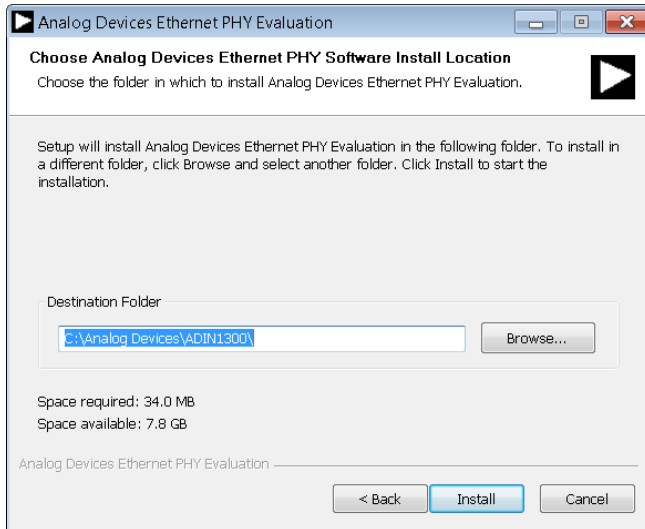 Analog Devices Ethernet PHY Evaluation
Choose Analog Devices Ethernet PHY Software Install Location
Choose the folder in which to install Analog Devices Ethernet PHY Evaluation.
Setup will install Analog Devices Ethernet PHY Evaluation in the following folder. To install in
a different folder, click Browse and select another folder. Click Install to start the
installation.
Destination Folder
C:\Analog Devices\ADIN1300\
Browse...
Space required: 34.0 MB
Space available: 7.8 GB
Analog Devices Ethernet PHY Evaluation
< Back
Install
Cancel